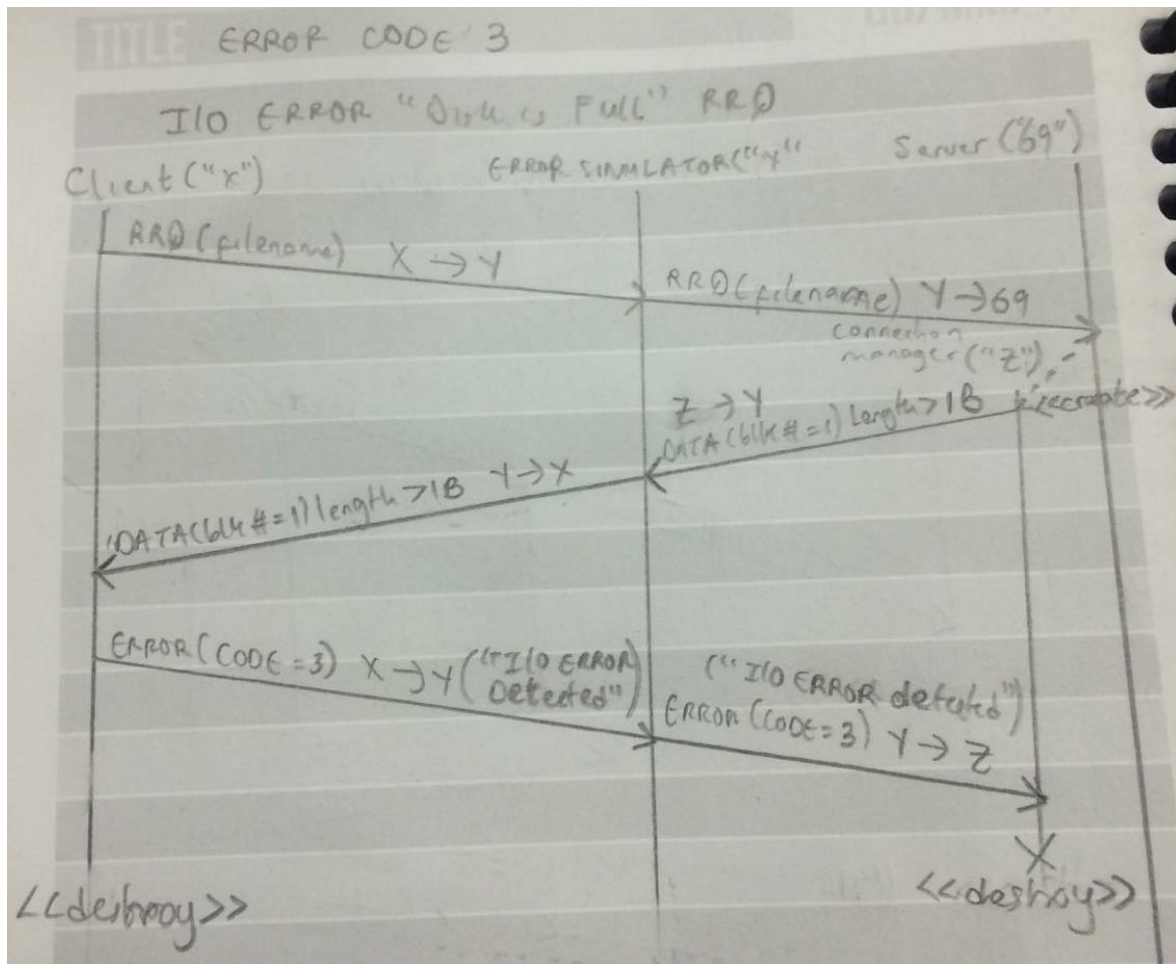 TITLE ERROR CODE 3
I/O ERROR "Disk is Full" RRQ
Client ("x") ERROR SIMULATOR("y" Server ("69")
RRQ (filename) X → Y
RRQ (filename) Y → 69
connection
manager ("Z")
<<create>>
Z → Y
DATA (blk # = 1) Length > 1B
DATA (blk # = 1) length > 1B Y → X
ERROR (CODE = 3) X → Y ("I/O ERROR
Detected")
("I/O ERROR detected")
ERROR (CODE = 3) Y → Z
X
<<destroy>> <<destroy>>